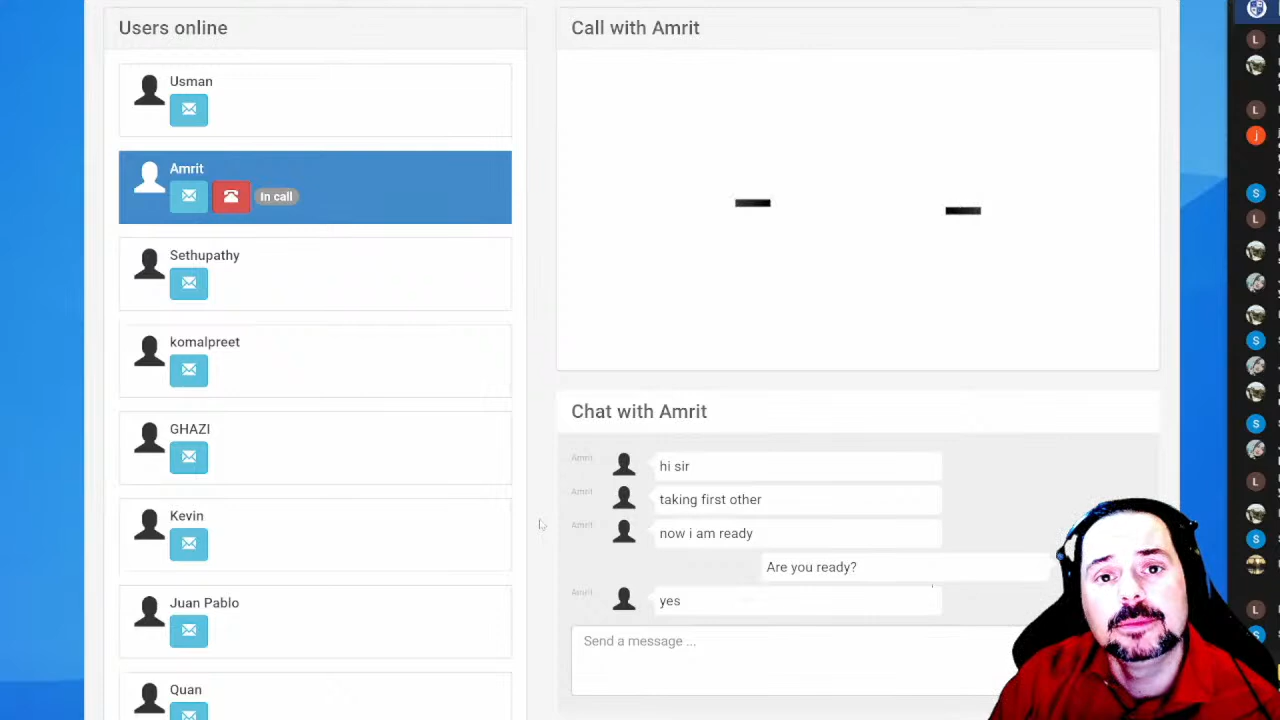 Users online
Usman
Amrit
In call
Sethupathy
komalpreet
GHAZI
Kevin
Juan Pablo
Quan
Call with Amrit
Chat with Amrit
Amrit
hi sir
Amrit
taking first other
Amrit
now i am ready
Are you ready?
Amrit
yes
Send a message ...
L
L
j
S
L
S
S
L
S
L
S